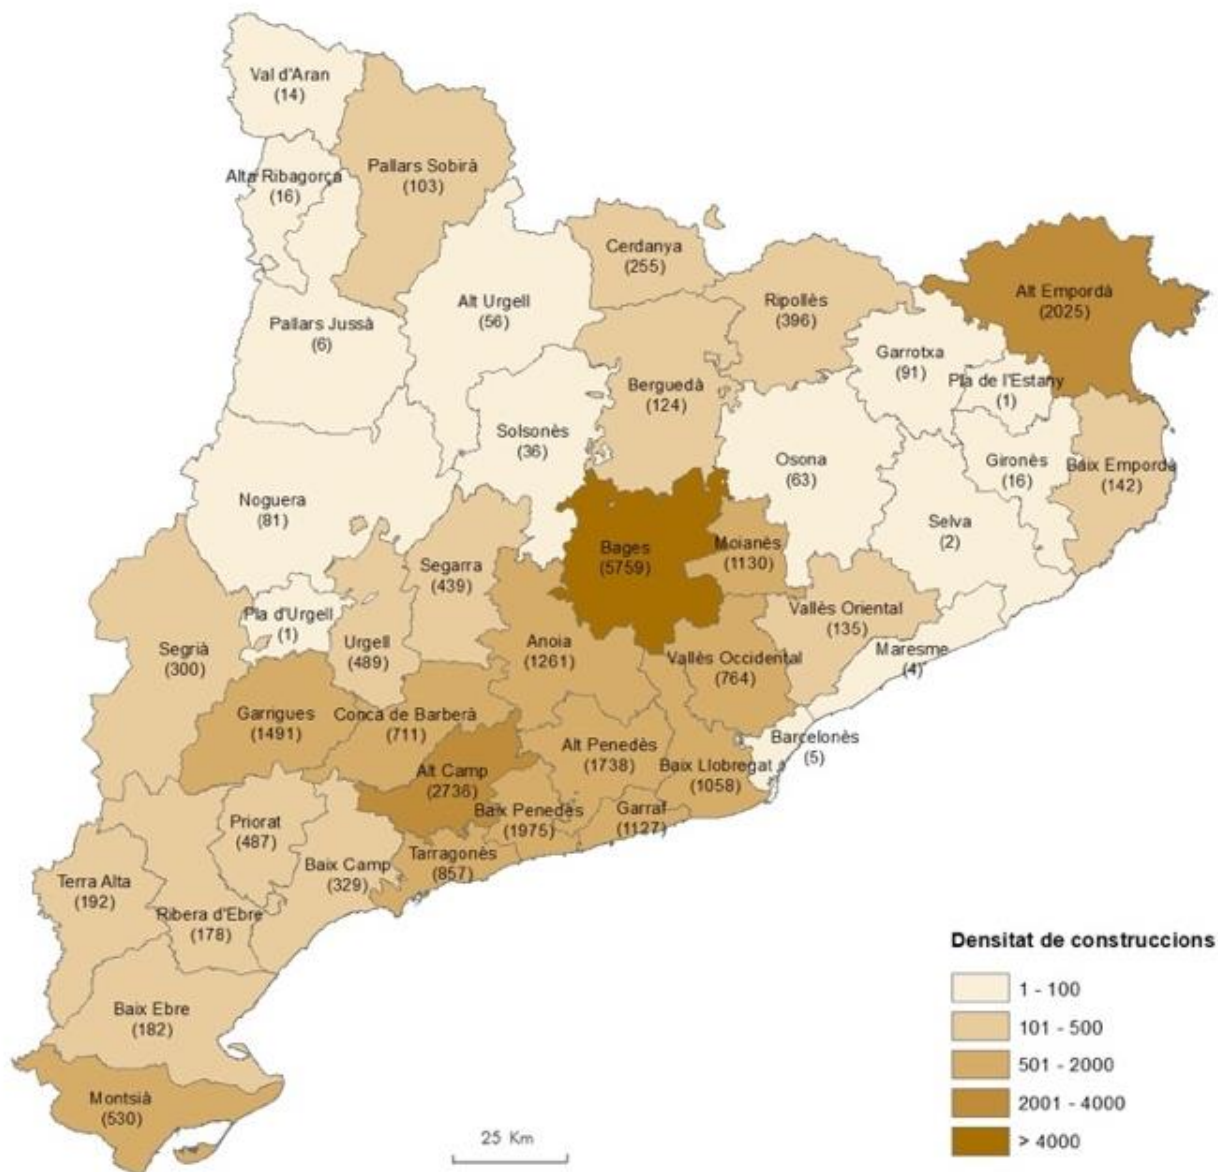 Val d'Aran
(14)
Pallars Sobirà
(103)
Alta Ribagorça
(16)
Cerdanya
(255)
Alt Empordà
(2025)
Ripollès
(396)
Alt Urgell
(56)
Pallars Jussà
(6)
Garrotxa
(91)
Pla de l'Estany
(1)
Berguedà
(124)
Solsonès
(36)
Osona
(63)
Gironès
(16)
Baix Empordà
(142)
Noguera
(81)
Selva
(2)
Bages
(5759)
Moianès
(1130)
Segarra
(439)
Pla d'Urgell
(1)
Vallès Oriental
(135)
Segrià
(300)
Urgell
(489)
Anoia
(1261)
Maresme
(4)
Vallès Occidental
(764)
Garrigues
(1491)
Conca de Barberà
(711)
Barcelonès
(5)
Alt Penedès
(1738)
Baix Llobregat
(1058)
Alt Camp
(2736)
Baix Penedès
(1975)
Garraf
(1127)
Priorat
(487)
Tarragonès
(857)
Baix Camp
(329)
Terra Alta
(192)
Ribera d'Ebre
(178)
Baix Ebre
(182)
Montsià
(530)
25 Km
Densitat de construccions
1 - 100
101 - 500
501 - 2000
2001 - 4000
> 4000